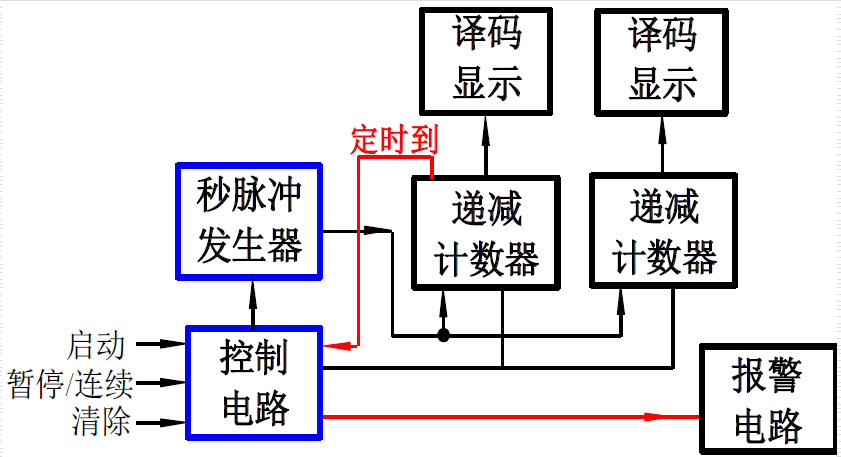 译码
显示
译码
显示
定时到
秒脉冲
发生器
递减
计数器
递减
计数器
启动
暂停/连续
清除
控制
电路
报警
电路